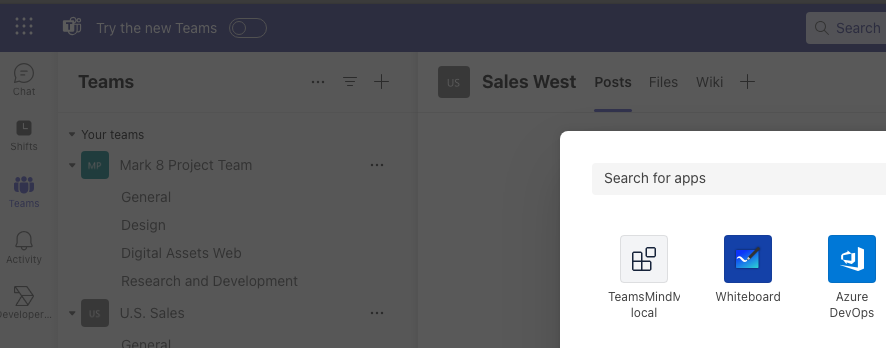 Try the new Teams
Search
Chat
Shifts
Teams
Activity
Developer...
Teams
Your teams
MP Mark 8 Project Team
General
Design
Digital Assets Web
Research and Development
US U.S. Sales
General
US Sales West Posts Files Wiki
Search for apps
TeamsMindM
local
Whiteboard
Azure
DevOps